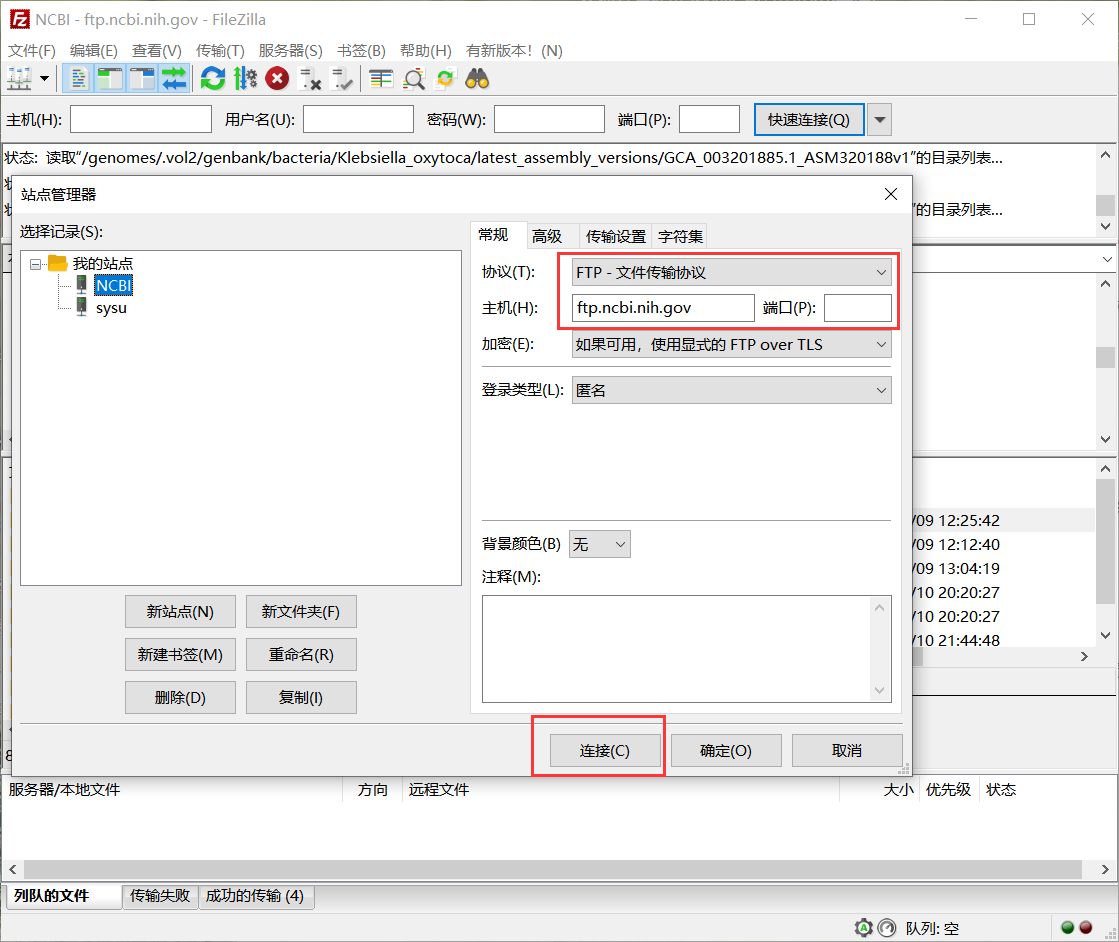 NCBI - ftp.ncbi.nih.gov - FileZilla
文件(F) 编辑(E) 查看(V) 传输(T) 服务器(S) 书签(B) 帮助(H) 有新版本！(N)
主机(H): 用户名(U): 密码(W): 端口(P): 快速连接(Q)
状态: 读取“/genomes/.vol2/genbank/bacteria/Klebsiella_oxytoca/latest_assembly_versions/GCA_003201885.1_ASM320188v1”的目录列表...
”的目录列表...
站点管理器
选择记录(S):
我的站点
NCBI
sysu
新站点(N) 新文件夹(F)
新建书签(M) 重命名(R)
删除(D) 复制(I)
常规 高级 传输设置 字符集
协议(T): FTP - 文件传输协议
主机(H): ftp.ncbi.nih.gov 端口(P):
加密(E): 如果可用，使用显式的 FTP over TLS
登录类型(L): 匿名
背景颜色(B) 无
注释(M):
连接(C) 确定(O) 取消
/09 12:25:42
/09 12:12:40
/09 13:04:19
/10 20:20:27
/10 20:20:27
/10 21:44:48
服务器/本地文件 方向 远程文件 大小 优先级 状态
列队的文件 传输失败 成功的传输 (4)
队列: 空